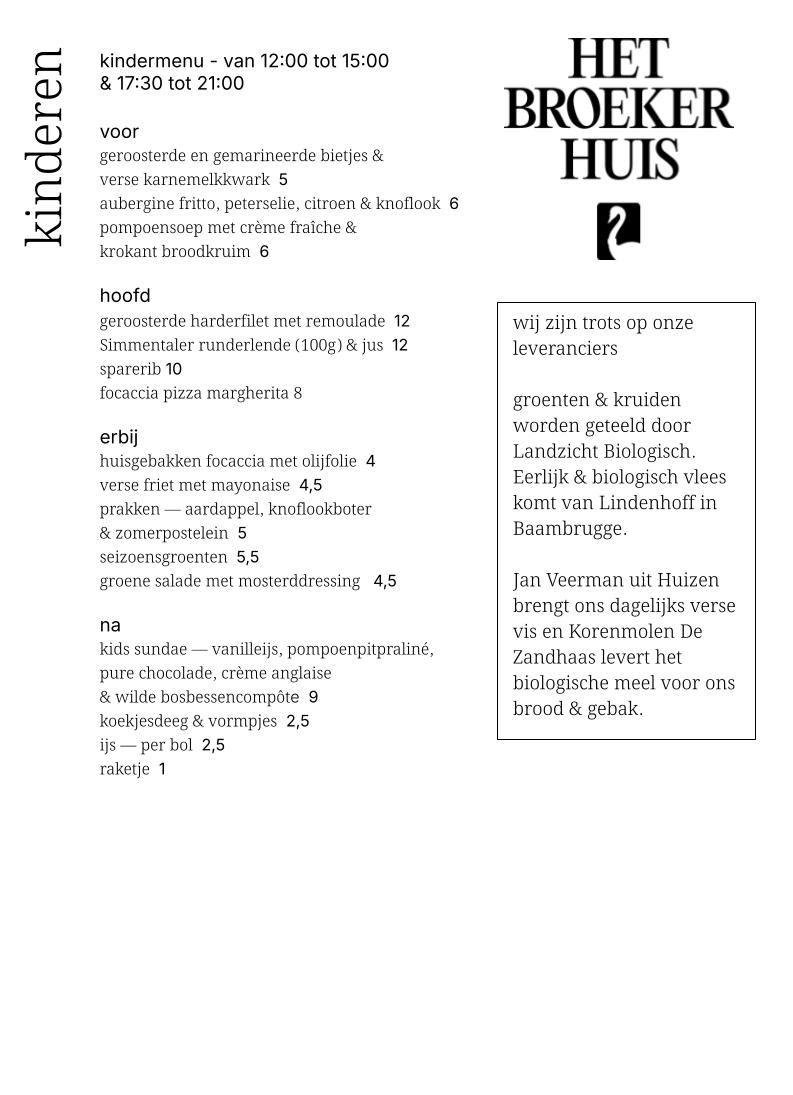 kinderen
kindermenu - van 12:00 tot 15:00
& 17:30 tot 21:00
voor
geroosterde en gemarineerde bietjes &
verse karnemelkkwark 5
aubergine fritto, peterselie, citroen & knoflook 6
pompoensoep met crème fraîche &
krokant broodkruim 6
hoofd
geroosterde harderfilet met remoulade 12
Simmentaler runderlende (100g) & jus 12
sparerib 10
focaccia pizza margherita 8
erbij
huisgebakken focaccia met olijfolie 4
verse friet met mayonaise 4,5
prakken — aardappel, knoflookboter
& zomerpostelein 5
seizoensgroenten 5,5
groene salade met mosterddressing 4,5
na
kids sundae — vanilleijs, pompoenpitpraliné,
pure chocolade, crème anglaise
& wilde bosbessencompôte 9
koekjesdeeg & vormpjes 2,5
ijs — per bol 2,5
raketje 1
HET
BROEKER
HUIS
wij zijn trots op onze
leveranciers
groenten & kruiden
worden geteeld door
Landzicht Biologisch.
Eerlijk & biologisch vlees
komt van Lindenhoff in
Baambrugge.
Jan Veerman uit Huizen
brengt ons dagelijks verse
vis en Korenmolen De
Zandhaas levert het
biologische meel voor ons
brood & gebak.